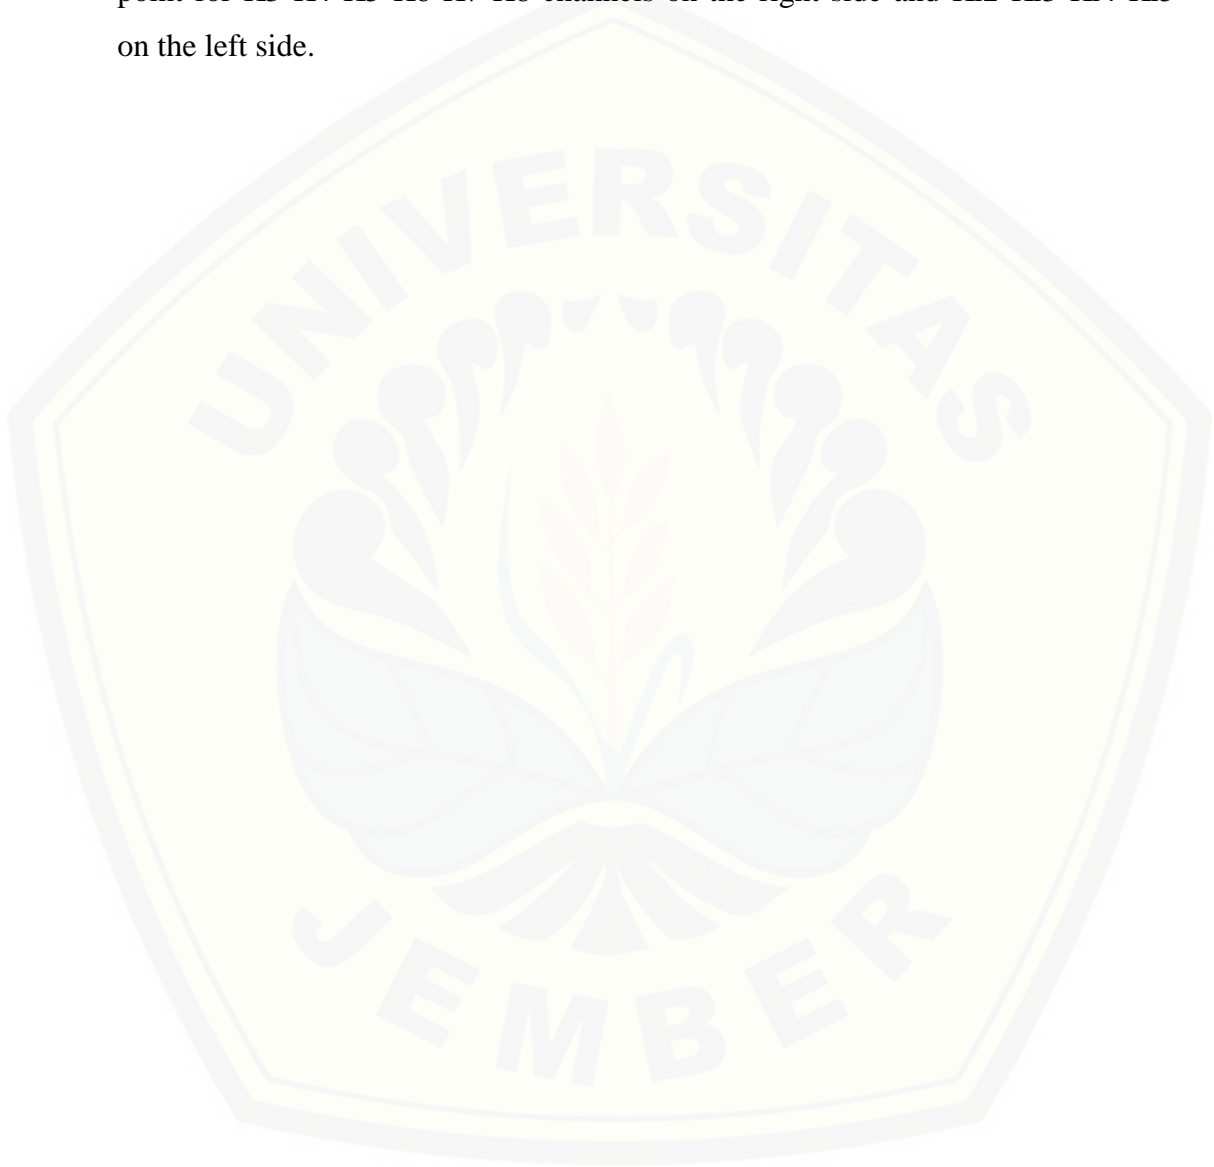 point for channels on the right side and
on the left side.
UNIVERSITAS
JEMBER